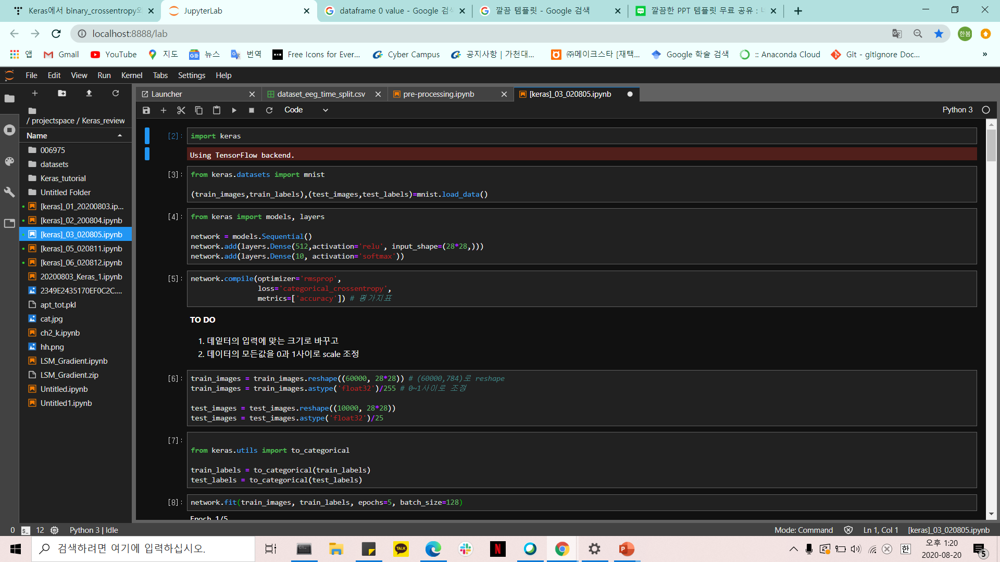 Keras에서 binary_crossentropy와
JupyterLab
dataframe 0 value - Google 검색
깔끔 템플릿 - Google 검색
깔끔한 PPT 템플릿 무료 공유 :
localhost:8888/lab
한봄
앱
Gmail
YouTube
지도
뉴스
번역
Free Icons for Ever...
Cyber Campus
공지사항 | 가천대...
㈜메이크스타 [재택...
Google 학술 검색
:: Anaconda Cloud
Git - gitignore Doc...
»
File Edit View Run Kernel Tabs Settings Help
Launcher
dataset_eeg_time_split.csv
pre-processing.ipynb
[keras]_03_020805.ipynb
Code
Python 3
/ projectspace / Keras_review
Name
006975
datasets
Keras_tutorial
Untitled Folder
[keras]_01_20200803.ip...
[keras]_02_200804.ipynb
[keras]_03_020805.ipynb
[keras]_05_020811.ipynb
[keras]_06_020812.ipynb
20200803_Keras_1.ipynb
2349E2435170EF0C2C....
apt_tot.pkl
cat.jpg
ch2_k.ipynb
hh.png
LSM_Gradient.ipynb
LSM_Gradient.zip
Untitled.ipynb
Untitled1.ipynb
[2]: import keras
Using TensorFlow backend.
[3]: from keras.datasets import mnist
(train_images,train_labels),(test_images,test_labels)=mnist.load_data()
[4]: from keras import models, layers
network = models.Sequential()
network.add(layers.Dense(512,activation='relu', input_shape=(28*28,)))
network.add(layers.Dense(10, activation='softmax'))
[5]: network.compile(optimizer='rmsprop',
loss='categorical_crossentropy',
metrics=['accuracy']) # 평가지표
TO DO
1. 데잍터의 입력에 맞는 크기로 바꾸고
2. 데이터의 모든값을 0과 1사이로 scale 조정
[6]: train_images = train_images.reshape((60000, 28*28)) # (60000,784)로 reshape
train_images = train_images.astype('float32')/255 # 0~1사이로 조정
test_images = test_images.reshape((10000, 28*28))
test_images = test_images.astype('float32')/25
[7]:
from keras.utils import to_categorical
train_labels = to_categorical(train_labels)
test_labels = to_categorical(test_labels)
[8]: network.fit(train_images, train_labels, epochs=5, batch_size=128)
Epoch 1/5
0 12 Python 3 | Idle
Mode: Command Ln 1, Col 1 [keras]_03_020805.ipynb
검색하려면 여기에 입력하십시오.
TALK
N
P
한
오후 1:20
2020-08-20
5